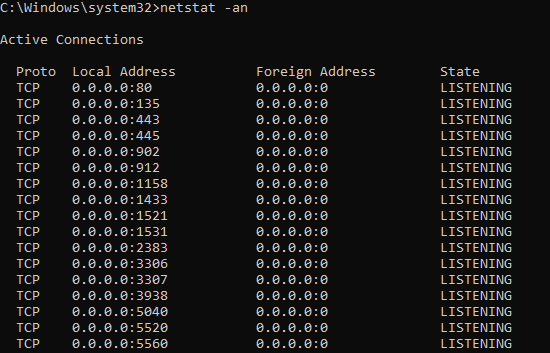 C:\Windows\system32>netstat -an
Active Connections
Proto  Local Address          Foreign Address        State
TCP    0.0.0.0:80             0.0.0.0:0              LISTENING
TCP    0.0.0.0:135            0.0.0.0:0              LISTENING
TCP    0.0.0.0:443            0.0.0.0:0              LISTENING
TCP    0.0.0.0:445            0.0.0.0:0              LISTENING
TCP    0.0.0.0:902            0.0.0.0:0              LISTENING
TCP    0.0.0.0:912            0.0.0.0:0              LISTENING
TCP    0.0.0.0:1158           0.0.0.0:0              LISTENING
TCP    0.0.0.0:1433           0.0.0.0:0              LISTENING
TCP    0.0.0.0:1521           0.0.0.0:0              LISTENING
TCP    0.0.0.0:1531           0.0.0.0:0              LISTENING
TCP    0.0.0.0:2383           0.0.0.0:0              LISTENING
TCP    0.0.0.0:3306           0.0.0.0:0              LISTENING
TCP    0.0.0.0:3307           0.0.0.0:0              LISTENING
TCP    0.0.0.0:3938           0.0.0.0:0              LISTENING
TCP    0.0.0.0:5040           0.0.0.0:0              LISTENING
TCP    0.0.0.0:5520           0.0.0.0:0              LISTENING
TCP    0.0.0.0:5560           0.0.0.0:0              LISTENING